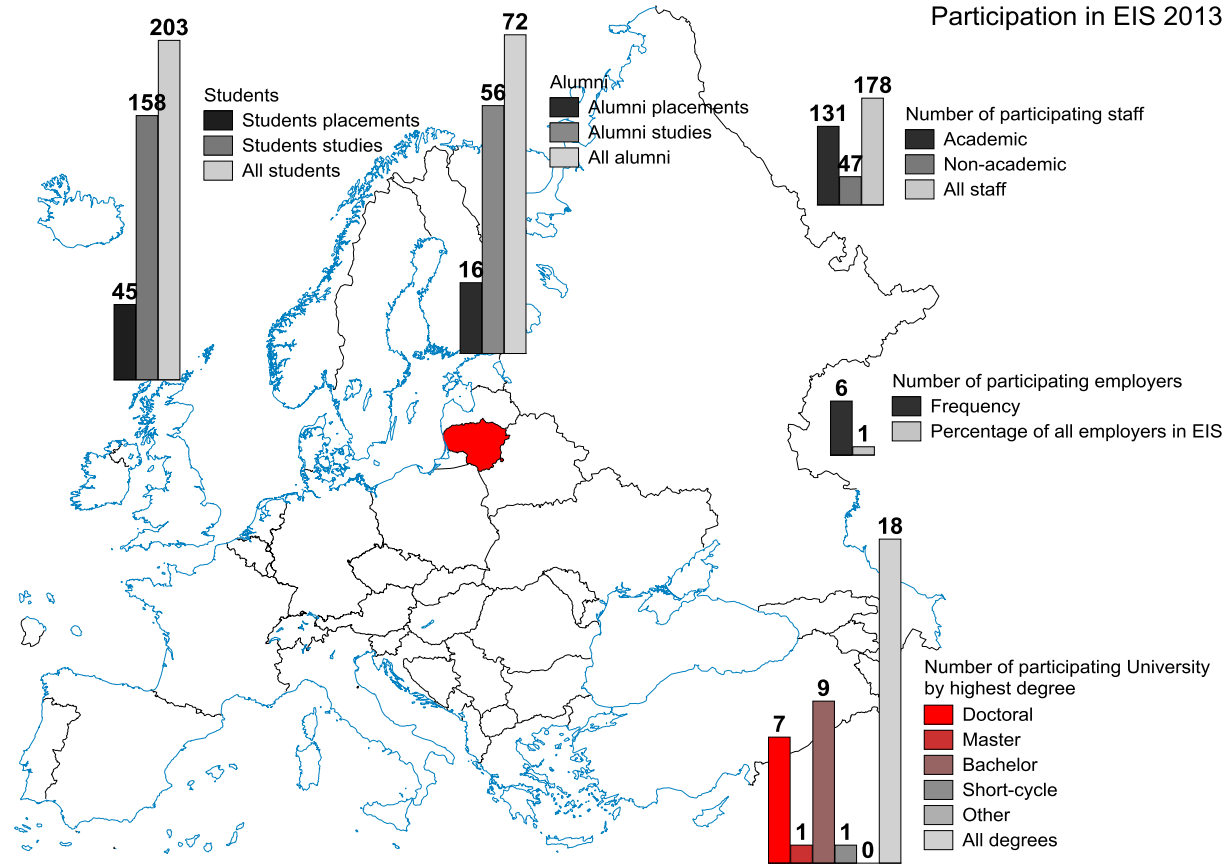 Participation in EIS 2013
203
158
45
Students
Students placements
Students studies
All students
72
56
16
Alumni
Alumni placements
Alumni studies
All alumni
178
131
47
Number of participating staff
Academic
Non-academic
All staff
6
1
Number of participating employers
Frequency
Percentage of all employers in EIS
18
9
7
1
1
0
Number of participating University
by highest degree
Doctoral
Master
Bachelor
Short-cycle
Other
All degrees